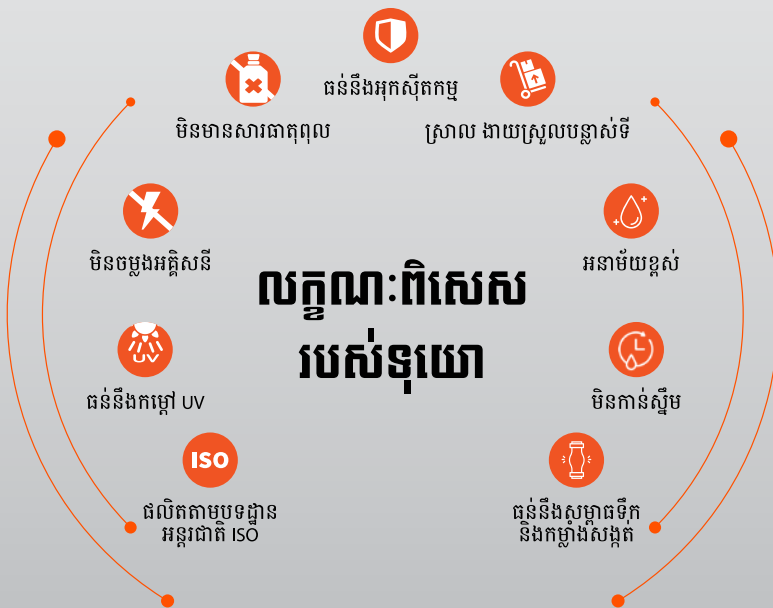 ធន់នឹងអុកស៊ីតកម្ម
មិនមានសារធាតុពុល
ស្រាល ងាយស្រួលបន្លាស់ទី
មិនចម្លងអគ្គិសនី
អនាម័យខ្ពស់
លក្ខណៈពិសេស
របស់ទុយោ
UV
ធន់នឹងកម្ដៅ UV
មិនកាន់ស្នឹម
ISO
ផលិតតាមបទដ្ឋាន
អន្តរជាតិ ISO
ធន់នឹងសម្ពាធទឹក
និងកម្លាំងសង្កត់